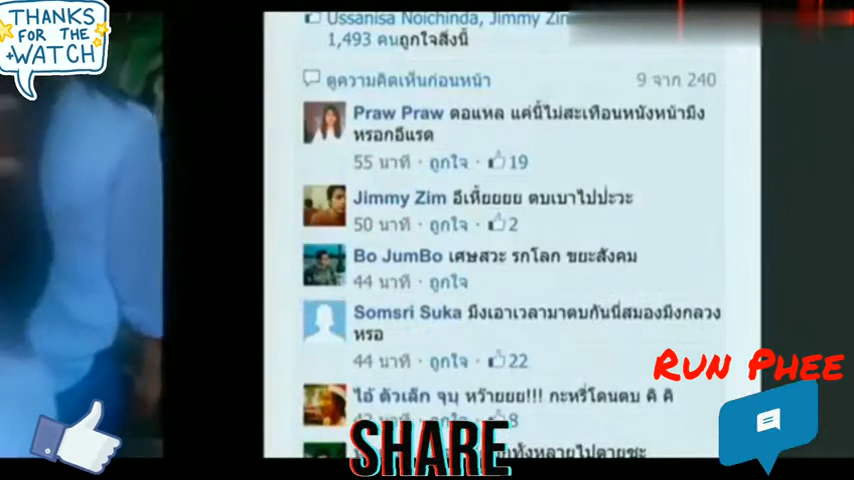 THANKS
FOR THE
+WATCH
Ussanisa Noichinda, Jimmy Zim
1,493 คนถูกใจสิ่งนี้
ดูความคิดเห็นก่อนหน้า
9 จาก 240
Praw Praw ตอแหล แค่นี้ไม่สะเทือนหนังหน้ามึง
หรอกอีแรด
55 นาที · ถูกใจ · 19
Jimmy Zim อีเหี้ยยยย ตบเบาไปป่ะวะ
50 นาที · ถูกใจ · 2
Bo JumBo เศษสวะ รกโลก ขยะสังคม
44 นาที · ถูกใจ
Somsri Suka มึงเอาเวลามาตบกันนี่สมองมึงกลวง
หรอ
44 นาที · ถูกใจ · 22
RUN PHEE
ไอ้ ตัวเล็ก จุบุ หว๊ายยย!!! กะหรี่โดนตบ คิ คิ
ถูกใจ · 8
SHARE